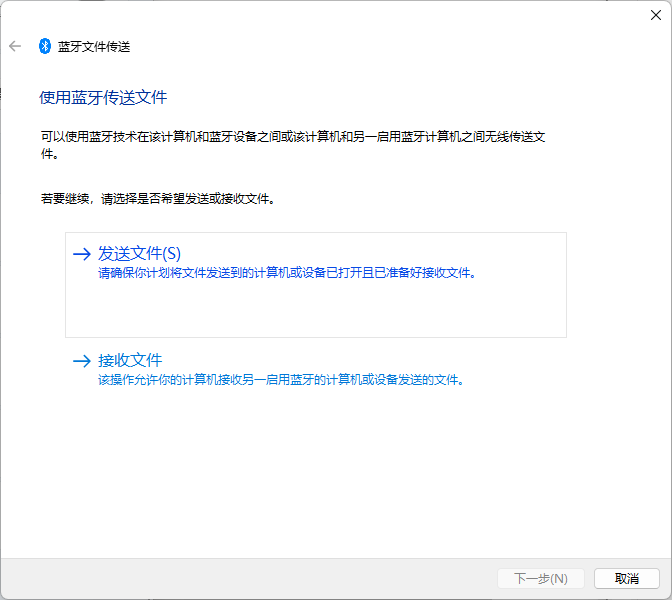 蓝牙文件传送
使用蓝牙传送文件
可以使用蓝牙技术在该计算机和蓝牙设备之间或该计算机和另一启用蓝牙计算机之间无线传送文
件。
若要继续，请选择是否希望发送或接收文件。
发送文件(S)
请确保你计划将文件发送到的计算机或设备已打开且已准备好接收文件。
接收文件
该操作允许你的计算机接收另一启用蓝牙的计算机或设备发送的文件。
下一步(N)
取消